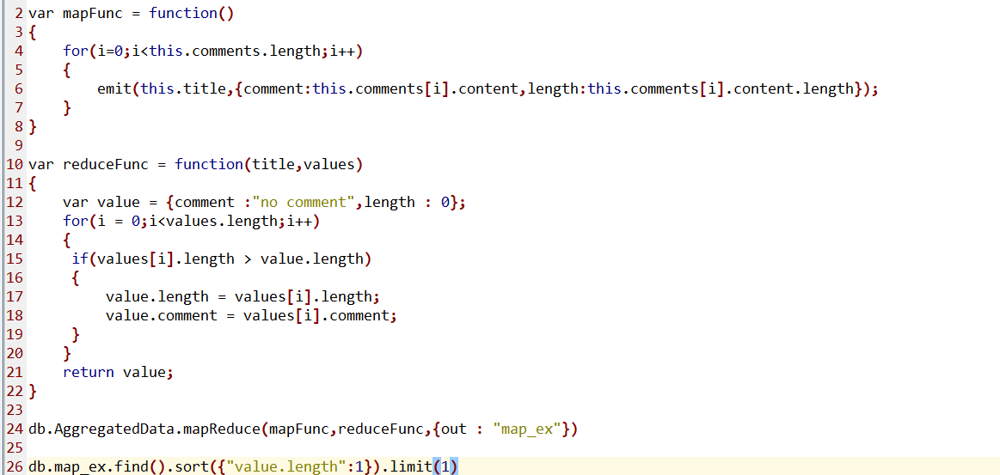 2 var mapFunc = function()
3 {
4     for(i=0;i<this.comments.length;i++)
5     {
6         emit(this.title,{comment:this.comments[i].content,length:this.comments[i].content.length});
7     }
8 }
9
10 var reduceFunc = function(title,values)
11 {
12     var value = {comment :"no comment",length : 0};
13     for(i = 0;i<values.length;i++)
14     {
15      if(values[i].length > value.length)
16      {
17          value.length = values[i].length;
18          value.comment = values[i].comment;
19      }
20     }
21     return value;
22 }
23
24 db.AggregatedData.mapReduce(mapFunc,reduceFunc,{out : "map_ex"})
25
26 db.map_ex.find().sort({"value.length":1}).limit(1)